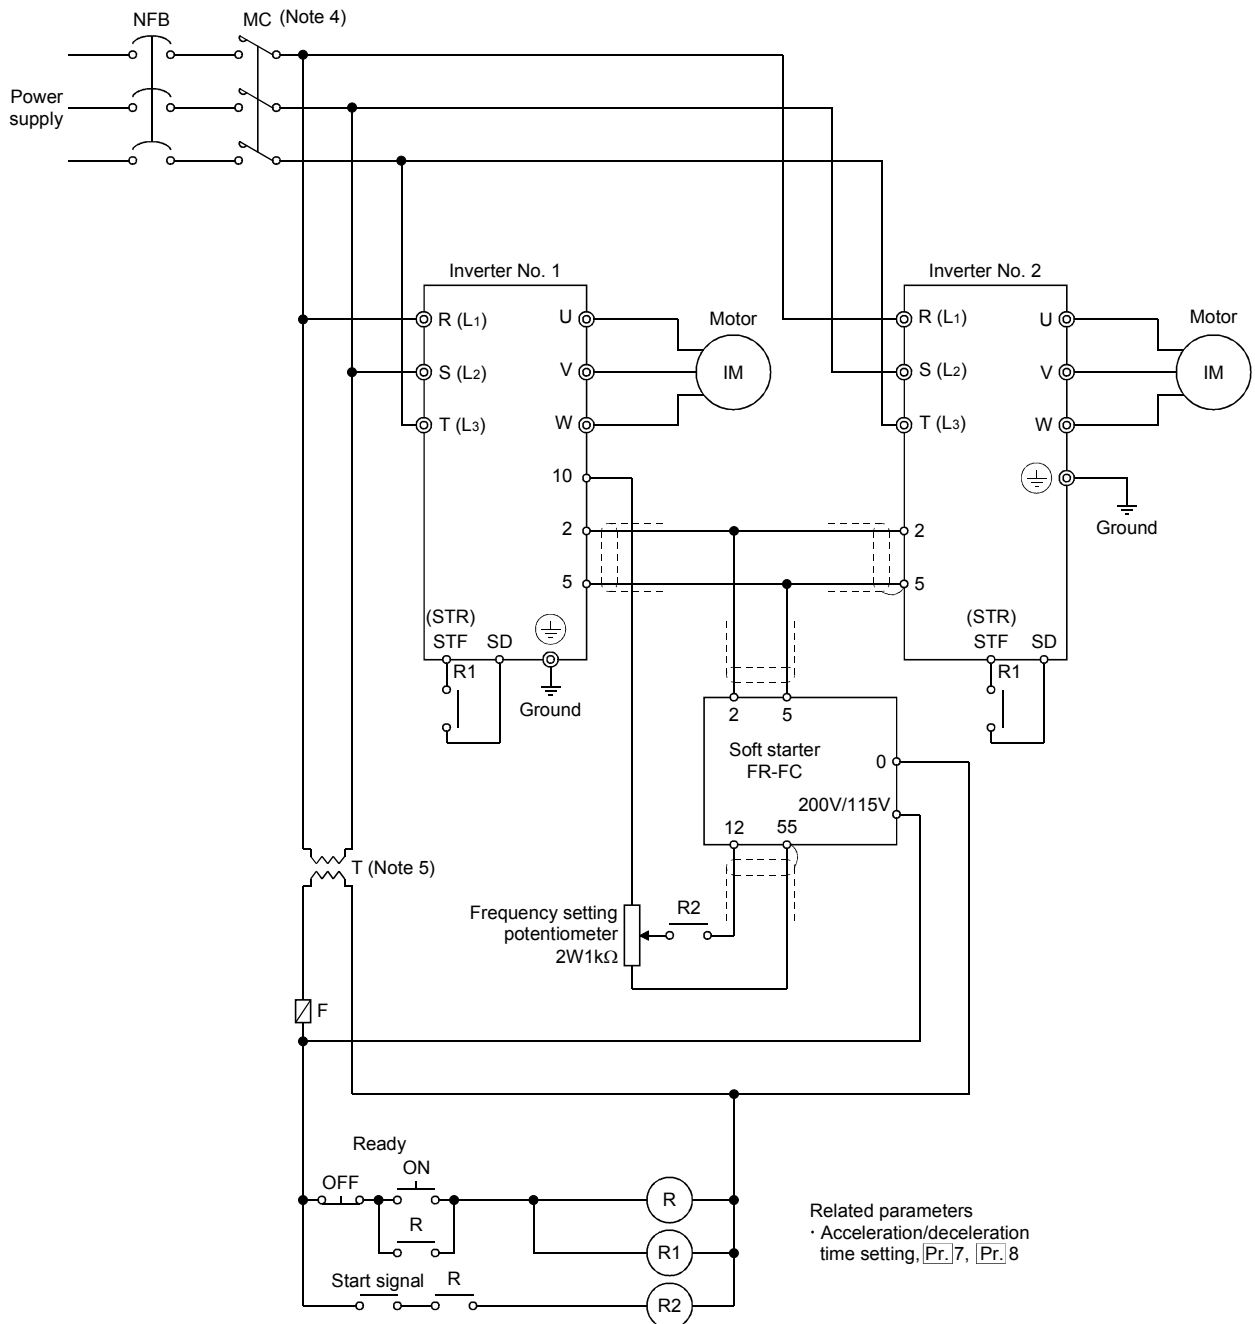 NFB
MC (Note 4)
Power
supply
Inverter No. 1
Inverter No. 2
R (L1)
U
Motor
R (L1)
U
Motor
S (L2)
V
IM
S (L2)
V
IM
T (L3)
W
T (L3)
W
10
2
2
Ground
5
5
(STR)
STF
SD
(STR)
STF
SD
R1
R1
Ground
2
5
Soft starter
FR-FC
0
200V/115V
12
55
T (Note 5)
Frequency setting
potentiometer
2W1kΩ
R2
F
Ready
ON
OFF
R
R
R1
Start signal
R
R2
Related parameters
· Acceleration/deceleration
time setting, Pr. 7, Pr. 8